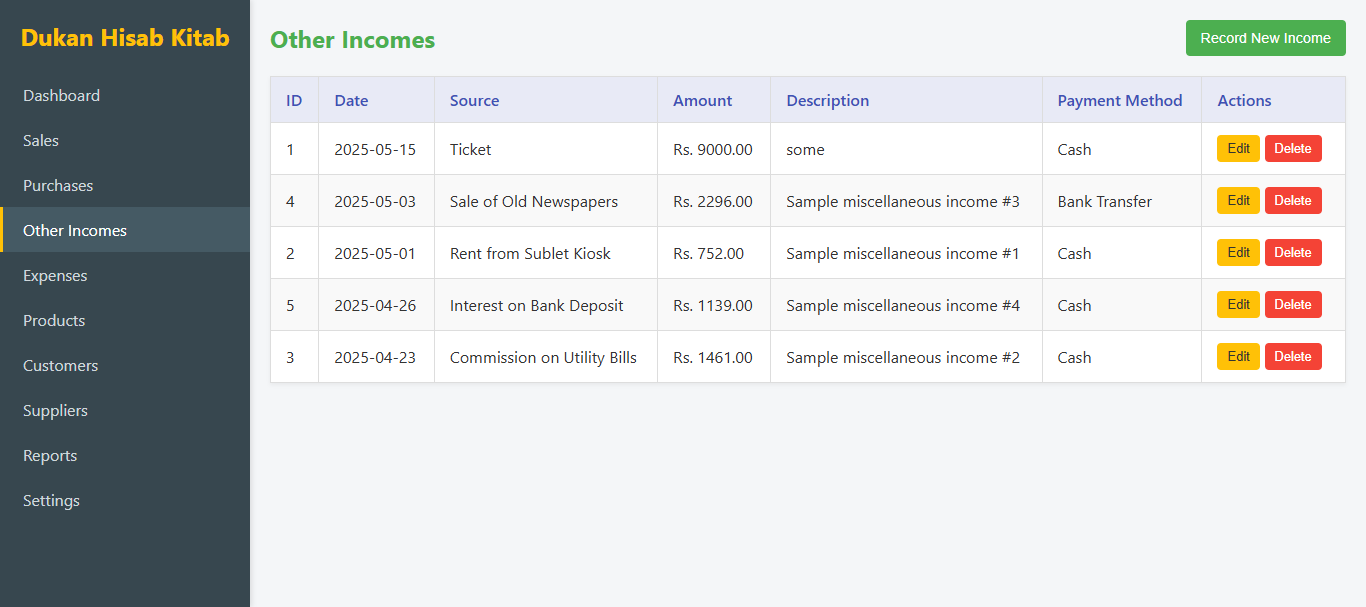 Dukan Hisab Kitab
Dashboard
Sales
Purchases
Other Incomes
Expenses
Products
Customers
Suppliers
Reports
Settings
Other Incomes
Record New Income
ID Date Source Amount Description Payment Method Actions
1 2025-05-15 Ticket Rs. 9000.00 some Cash Edit Delete
4 2025-05-03 Sale of Old Newspapers Rs. 2296.00 Sample miscellaneous income #3 Bank Transfer Edit Delete
2 2025-05-01 Rent from Sublet Kiosk Rs. 752.00 Sample miscellaneous income #1 Cash Edit Delete
5 2025-04-26 Interest on Bank Deposit Rs. 1139.00 Sample miscellaneous income #4 Cash Edit Delete
3 2025-04-23 Commission on Utility Bills Rs. 1461.00 Sample miscellaneous income #2 Cash Edit Delete